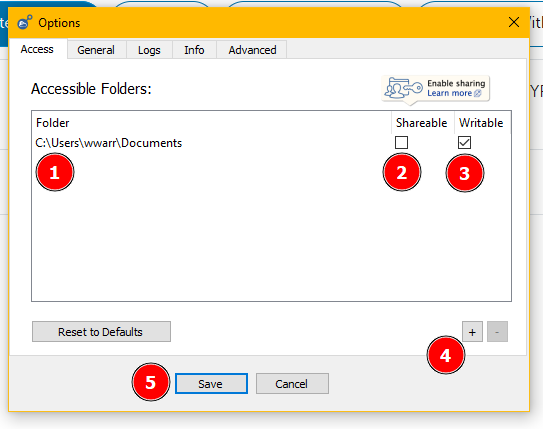 Options
Access General Logs Info Advanced
Accessible Folders:
Enable sharing
Learn more
Folder Shareable Writable
C:\Users\wwarr\Documents
1 2 3
Reset to Defaults + -
4
5 Save Cancel